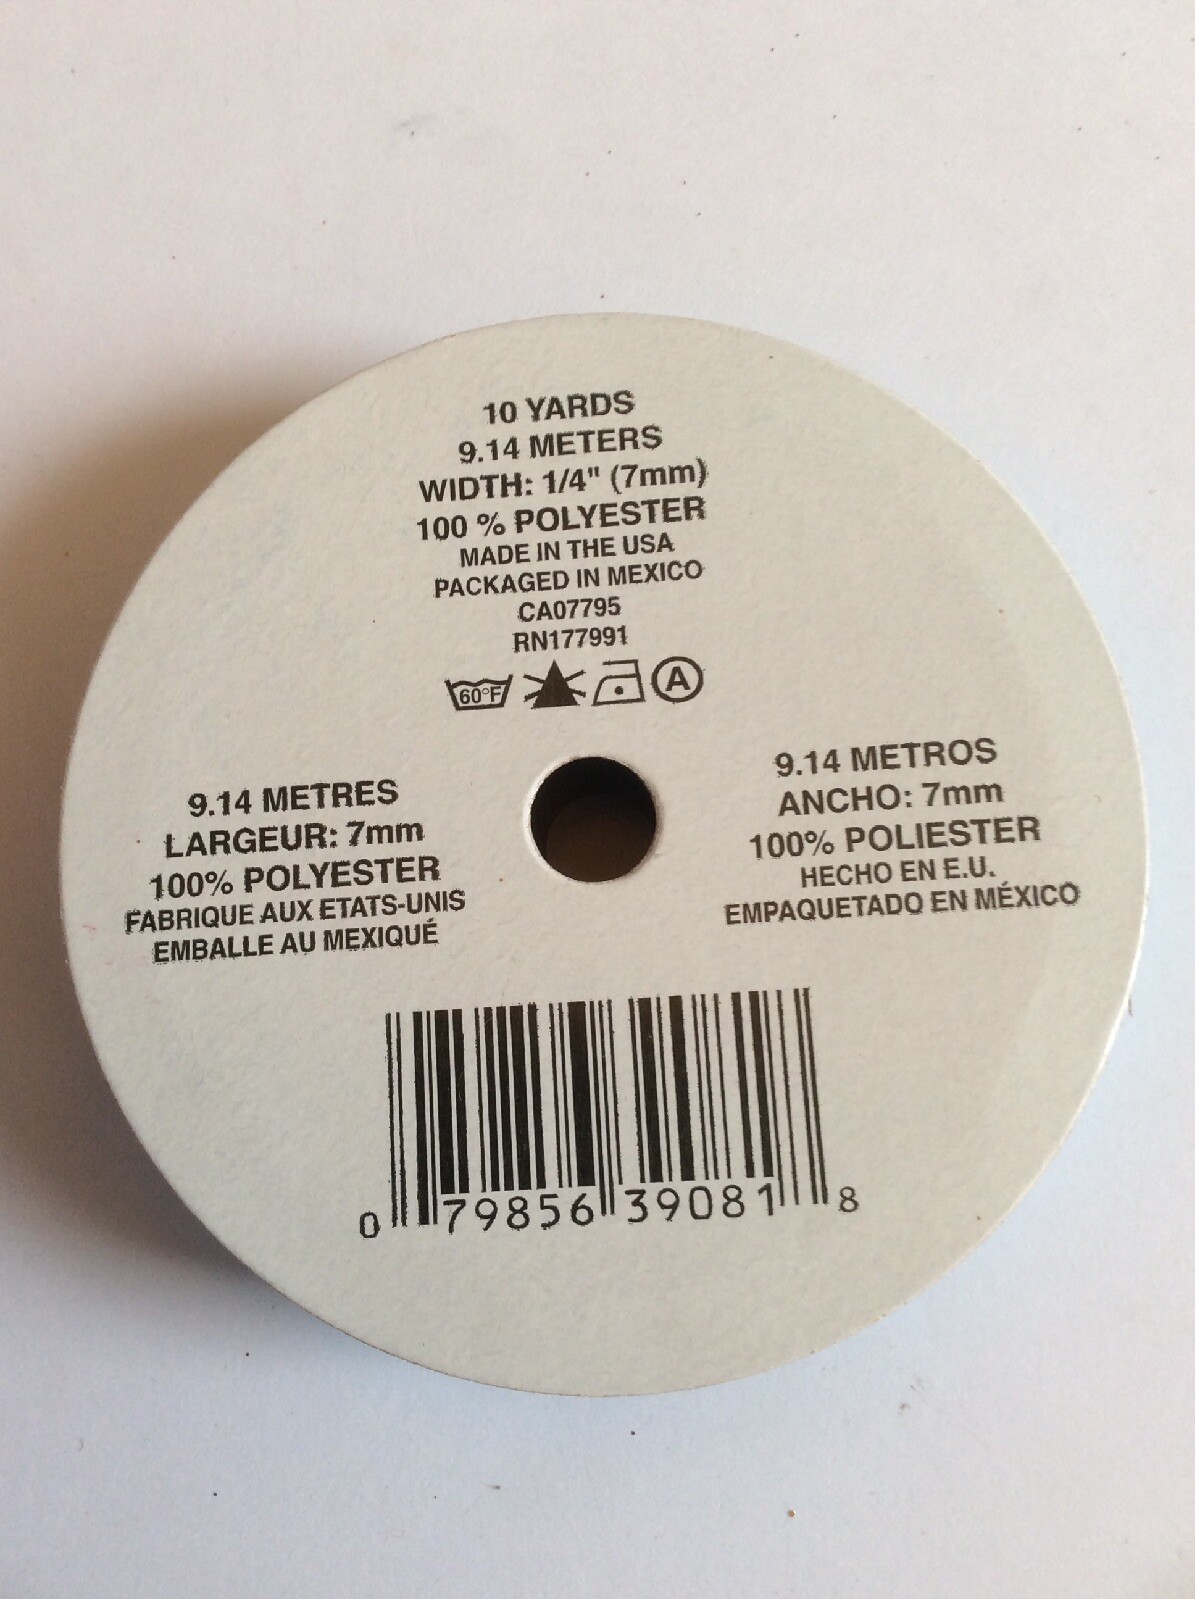 10 YARDS
9.14 METERS
WIDTH: 1/4" (7mm)
100 % POLYESTER
MADE IN THE USA
PACKAGED IN MEXICO
CA07795
RN177991
60°F A
9.14 METRES
LARGEUR: 7mm
100% POLYESTER
FABRIQUE AUX ETATS-UNIS
EMBALLE AU MEXIQUÉ
9.14 METROS
ANCHO: 7mm
100% POLIESTER
HECHO EN E.U.
EMPAQUETADO EN MÉXICO
0 79856 39081 8